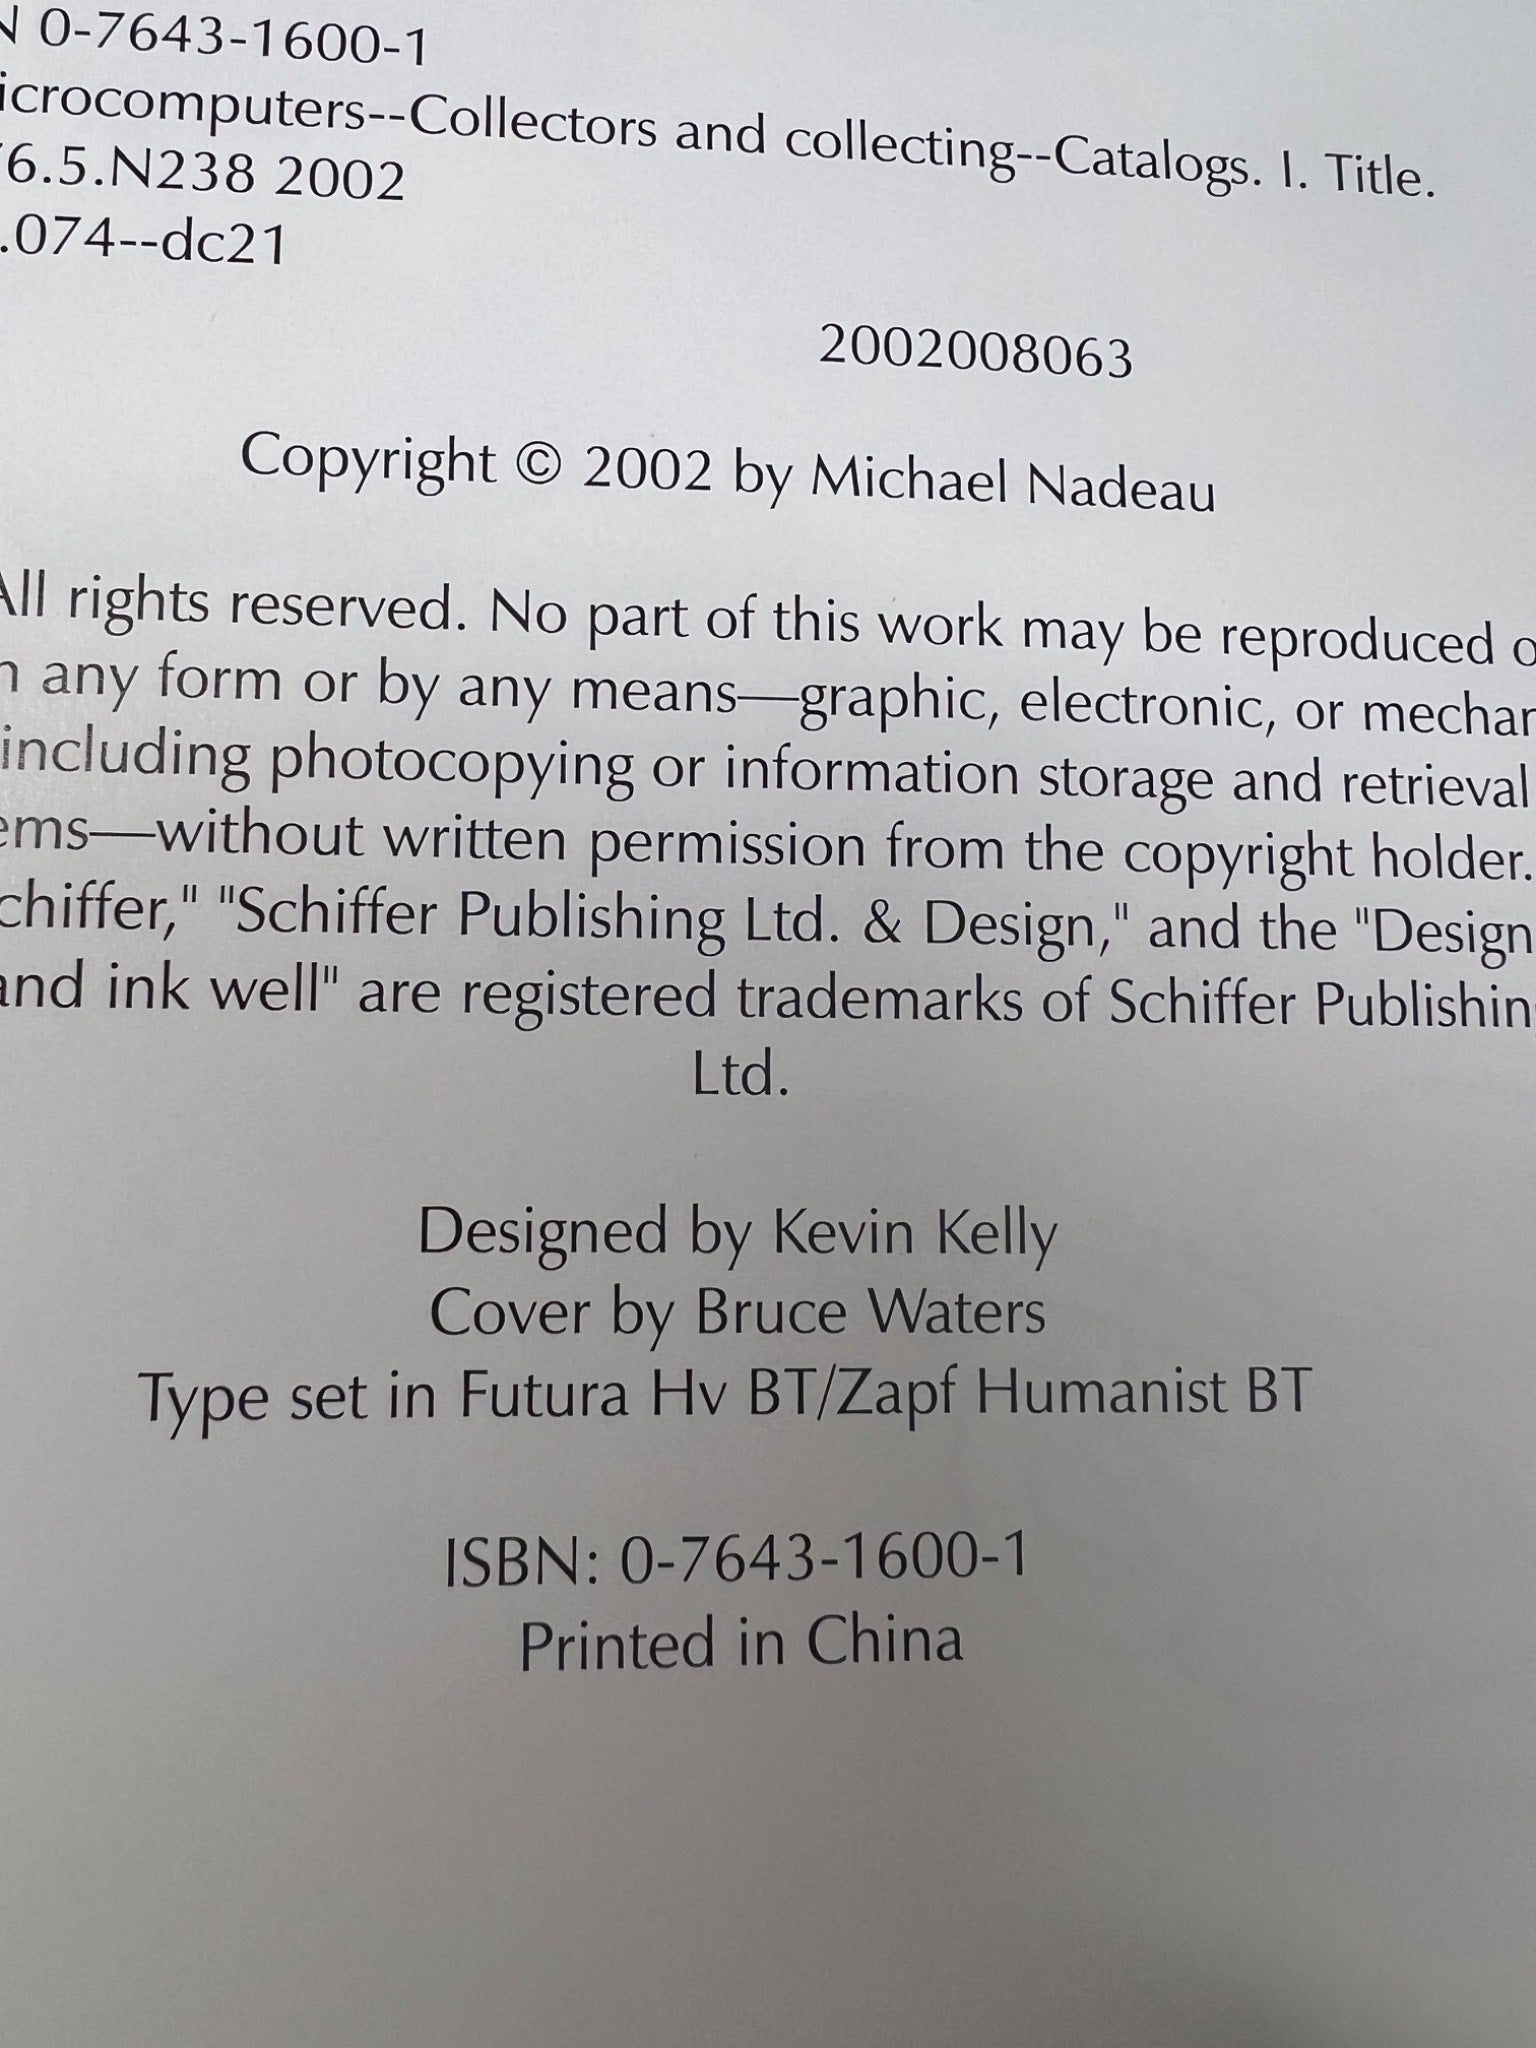 N 0-7643-1600-1
icrocomputers--Collectors and collecting--Catalogs. I. Title.
6.5.N238 2002
.074--dc21
2002008063
Copyright © 2002 by Michael Nadeau
All rights reserved. No part of this work may be reproduced o
n any form or by any means—graphic, electronic, or mechan
including photocopying or information storage and retrieval
ems—without written permission from the copyright holder.
chiffer," "Schiffer Publishing Ltd. & Design," and the "Design
and ink well" are registered trademarks of Schiffer Publishing
Ltd.
Designed by Kevin Kelly
Cover by Bruce Waters
Type set in Futura Hv BT/Zapf Humanist BT
ISBN: 0-7643-1600-1
Printed in China